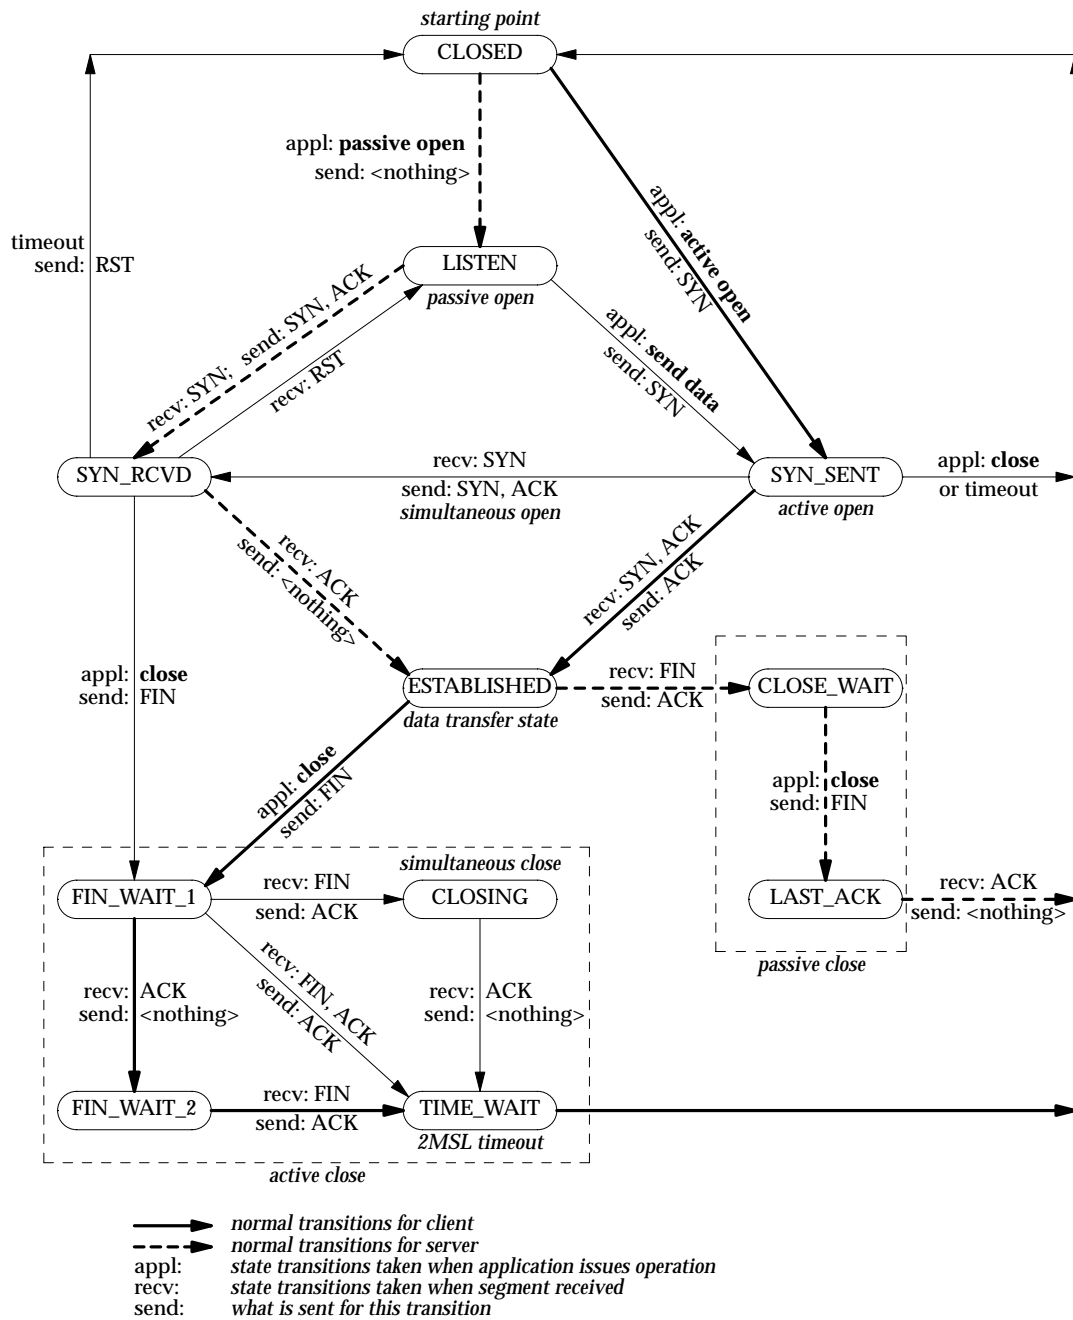 starting point
CLOSED
appl: passive open
send: <nothing>
appl: active open
send: SYN
timeout
send: RST
LISTEN
passive open
recv: SYN; send: SYN, ACK
recv: RST
appl: send data
send: SYN
SYN_RCVD
recv: SYN
send: SYN, ACK
simultaneous open
SYN_SENT
active open
appl: close
or timeout
recv: ACK
send: <nothing>
recv: SYN, ACK
send: ACK
appl: close
send: FIN
ESTABLISHED
data transfer state
recv: FIN
send: ACK
CLOSE_WAIT
appl: close
send: FIN
appl: close
send: FIN
simultaneous close
FIN_WAIT_1
recv: FIN
send: ACK
CLOSING
LAST_ACK
recv: ACK
send: <nothing>
passive close
recv: ACK
send: <nothing>
recv: FIN, ACK
send: ACK
recv: ACK
send: <nothing>
FIN_WAIT_2
recv: FIN
send: ACK
TIME_WAIT
2MSL timeout
active close
normal transitions for client
normal transitions for server
appl: state transitions taken when application issues operation
recv: state transitions taken when segment received
send: what is sent for this transition